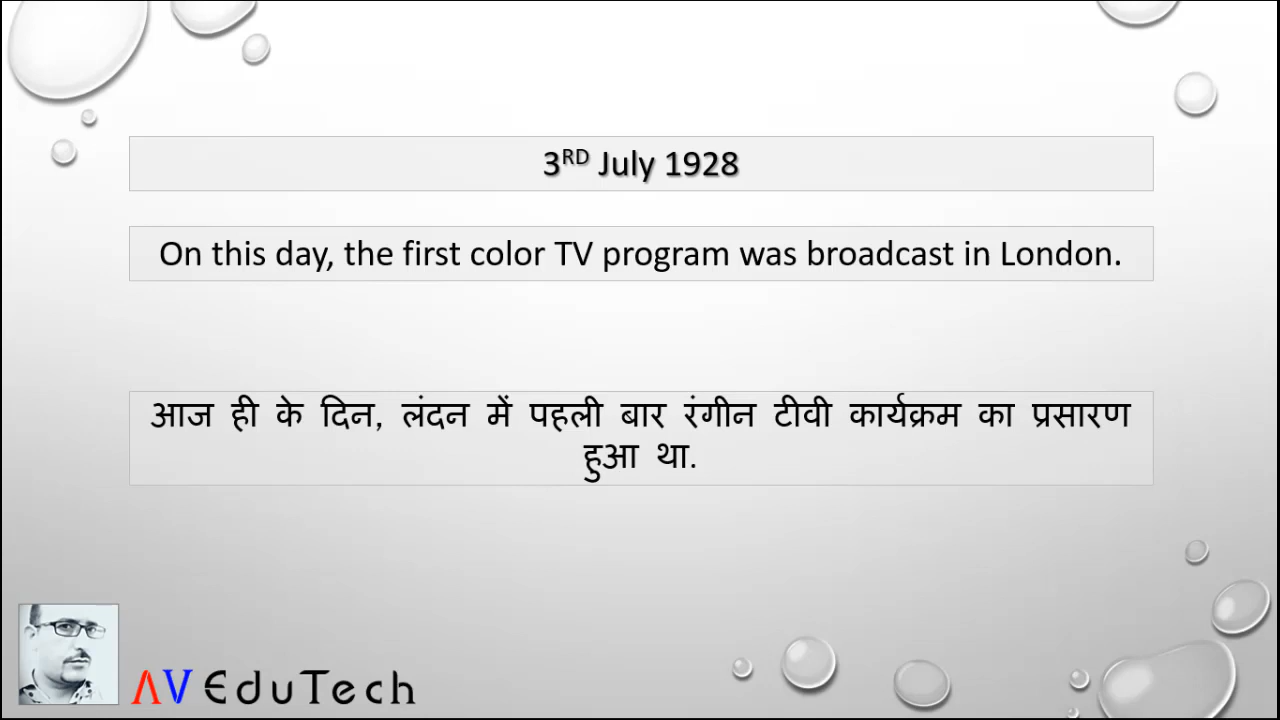 3RD July 1928
On this day, the first color TV program was broadcast in London.
आज ही के दिन, लंदन में पहली बार रंगीन टीवी कार्यक्रम का प्रसारण
हुआ था.
AV EduTech